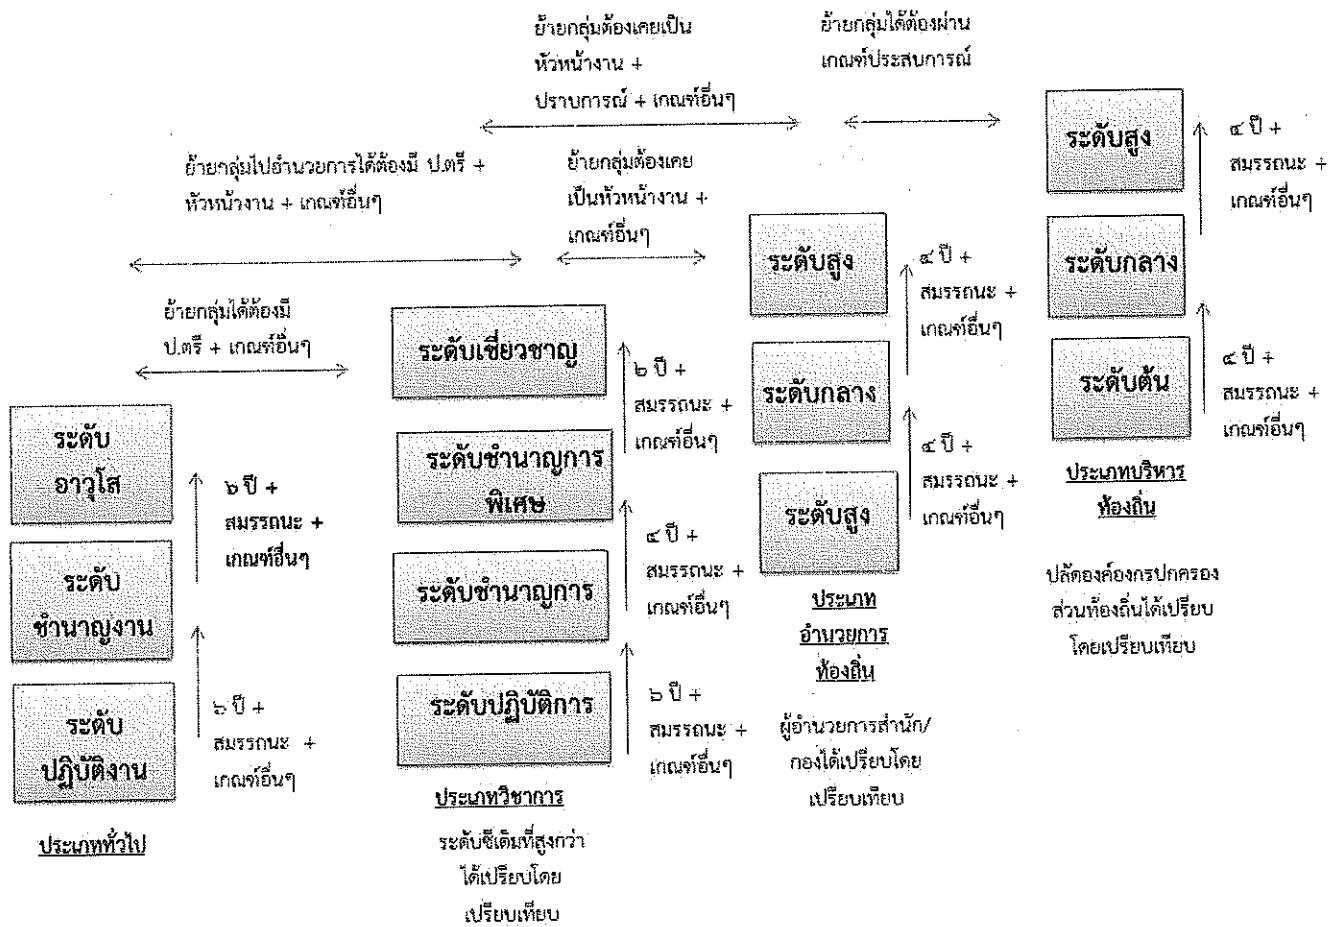 ย้ายกลุ่มต้องเคยเป็น
หัวหน้างาน +
ปราบการณ์ + เกณฑ์อื่นๆ
ย้ายกลุ่มได้ต้องผ่าน
เกณฑ์ประสบการณ์
ย้ายกลุ่มไปอำนวยการได้ต้องมี ป.ตรี +
หัวหน้างาน + เกณฑ์อื่นๆ
ย้ายกลุ่มต้องเคย
เป็นหัวหน้างาน +
เกณฑ์อื่นๆ
ย้ายกลุ่มได้ต้องมี
ป.ตรี + เกณฑ์อื่นๆ
ระดับ
อาวุโส
๖ ปี +
สมรรถนะ +
เกณฑ์อื่นๆ
ระดับ
ชำนาญงาน
๖ ปี +
สมรรถนะ +
เกณฑ์อื่นๆ
ระดับ
ปฏิบัติงาน
ประเภททั่วไป
ระดับเชี่ยวชาญ
๖ ปี +
สมรรถนะ +
เกณฑ์อื่นๆ
ระดับชำนาญการ
พิเศษ
๔ ปี +
สมรรถนะ +
เกณฑ์อื่นๆ
ระดับชำนาญการ
๖ ปี +
สมรรถนะ +
เกณฑ์อื่นๆ
ระดับปฏิบัติการ
ประเภทวิชาการ
ระดับซีเดิมที่สูงกว่า
ได้เปรียบโดย
เปรียบเทียบ
ระดับสูง
๔ ปี +
สมรรถนะ +
เกณฑ์อื่นๆ
ระดับกลาง
๔ ปี +
สมรรถนะ +
เกณฑ์อื่นๆ
ระดับสูง
ประเภท
อำนวยการ
ท้องถิ่น
ผู้อำนวยการสำนัก/
กองได้เปรียบโดย
เปรียบเทียบ
ระดับสูง
๔ ปี +
สมรรถนะ +
เกณฑ์อื่นๆ
ระดับกลาง
๔ ปี +
สมรรถนะ +
เกณฑ์อื่นๆ
ระดับต้น
ประเภทบริหาร
ท้องถิ่น
ปลัดองค์องกรปกครอง
ส่วนท้องถิ่นได้เปรียบ
โดยเปรียบเทียบ